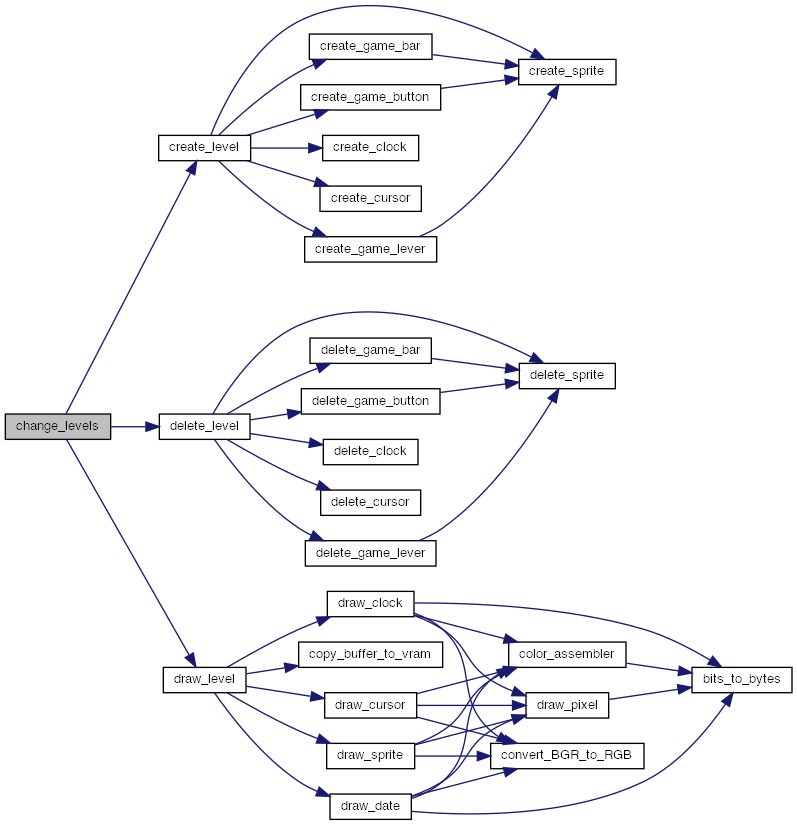 create_game_bar
create_sprite
create_game_button
create_level
create_clock
create_cursor
create_game_lever
delete_game_bar
delete_sprite
delete_game_button
change_levels
delete_level
delete_clock
delete_cursor
delete_game_lever
draw_clock
copy_buffer_to_vram
color_assembler
draw_level
bits_to_bytes
draw_cursor
draw_pixel
draw_sprite
convert_BGR_to_RGB
draw_date